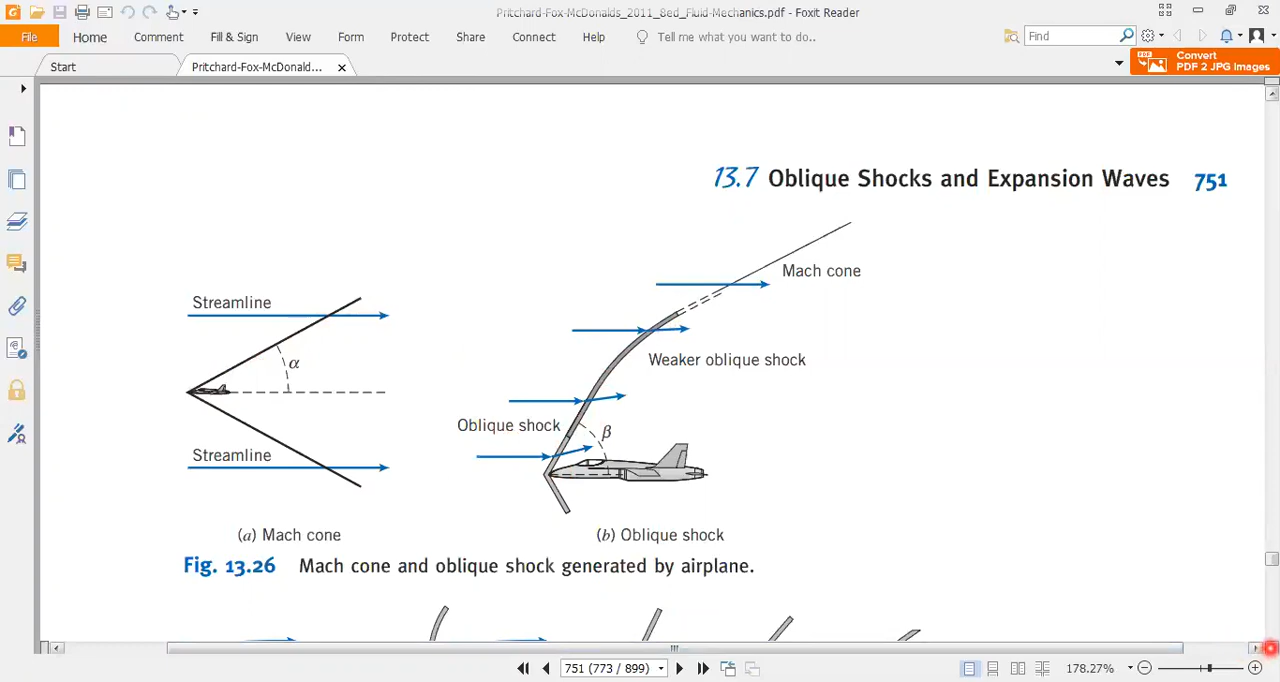 Pritchard-Fox-McDonalds_2011_8ed_Fluid-Mechanics.pdf - Foxit Reader
File Home Comment Fill & Sign View Form Protect Share Connect Help Tell me what you want to do.. Find
Convert
PDF 2 JPG Images
Start Pritchard-Fox-McDonald...
13.7 Oblique Shocks and Expansion Waves 751
Mach cone
Streamline
α
Weaker oblique shock
Oblique shock
β
Streamline
(a) Mach cone
(b) Oblique shock
Fig. 13.26 Mach cone and oblique shock generated by airplane.
751 (773 / 899)
178.27%